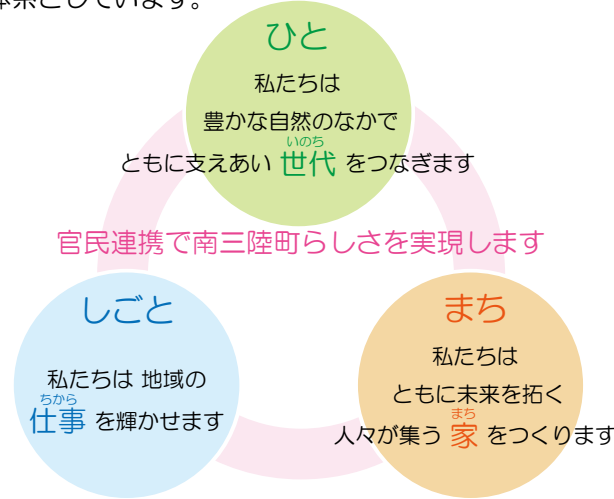 体系としています。
ひと
私たちは
豊かな自然のなかで
いのち
ともに支えあい 世代 をつなぎます
官民連携で南三陸町らしさを実現します
しごと
私たちは 地域の
ちから
仕事 を輝かせます
まち
私たちは
ともに未来を拓く
まち
人々が集う 家 をつくります